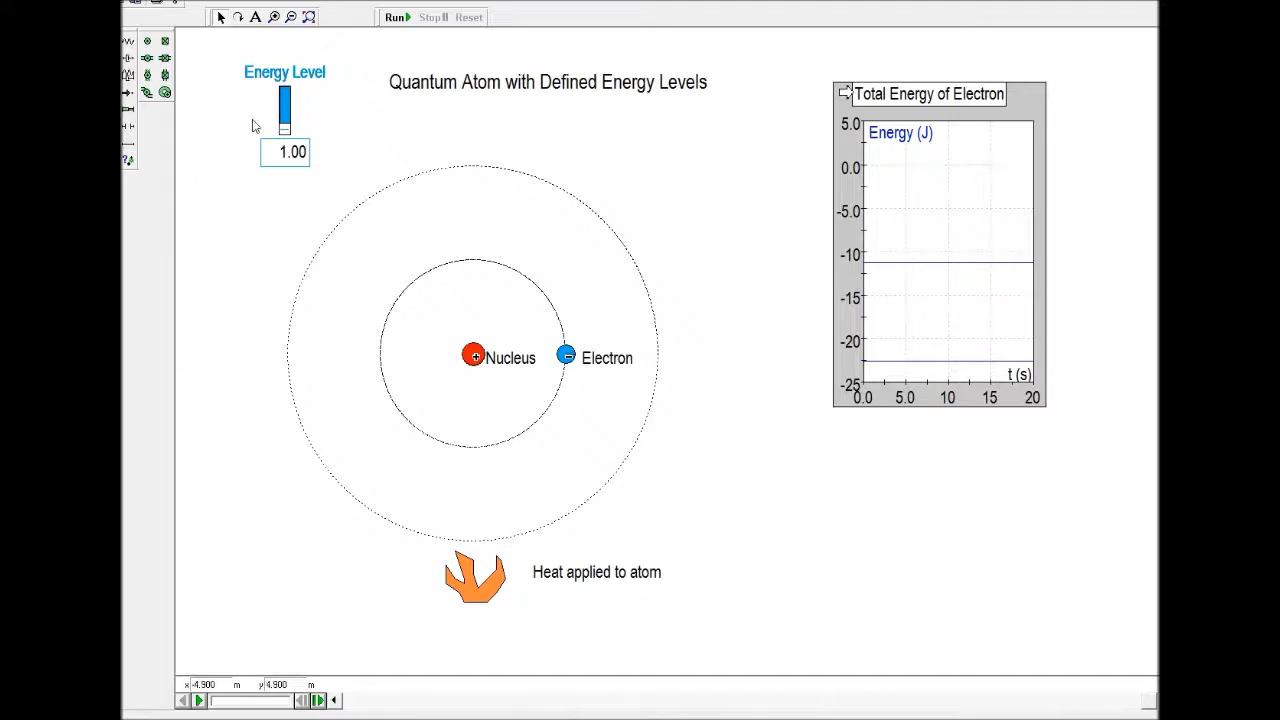 A Run Stop Reset
Energy Level
1.00
Quantum Atom with Defined Energy Levels
Total Energy of Electron
Energy (J)
5.0
0.0
-5.0
-10
-15
-20
-25
t (s)
0.0 5.0 10 15 20
+ Nucleus
- Electron
Heat applied to atom
x -4.900 m y 4.900 m